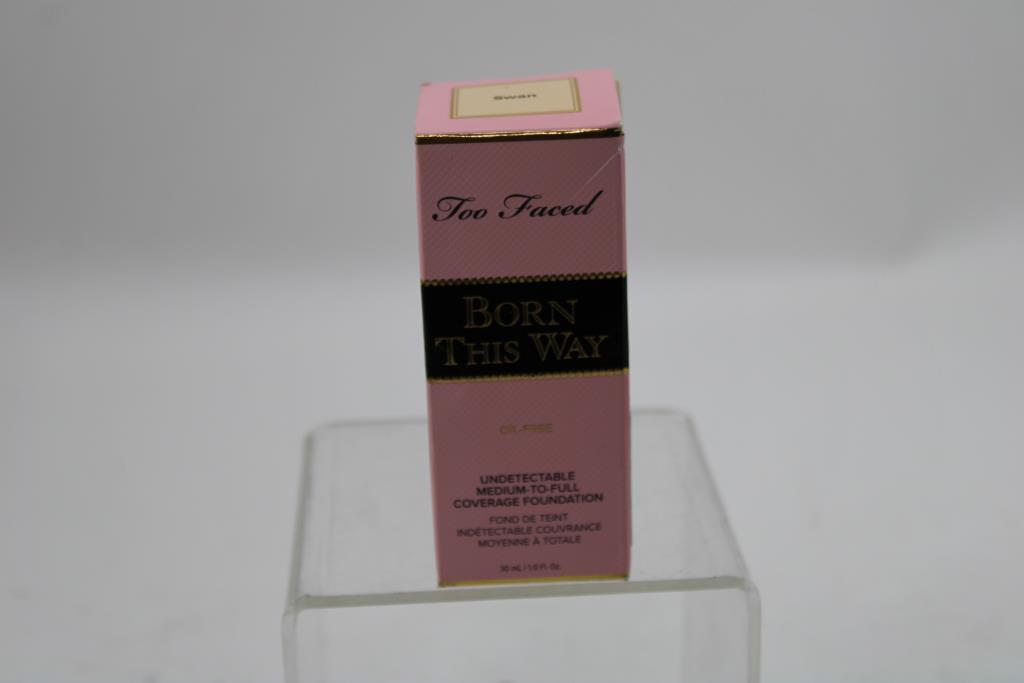 Swan
Too Faced
BORN
THIS WAY
OIL-FREE
UNDETECTABLE
MEDIUM-TO-FULL
COVERAGE FOUNDATION
FOND DE TEINT
INDÉTECTABLE COUVRANCE
MOYENNE À TOTALE
30 mL / 1.0 Fl. Oz.